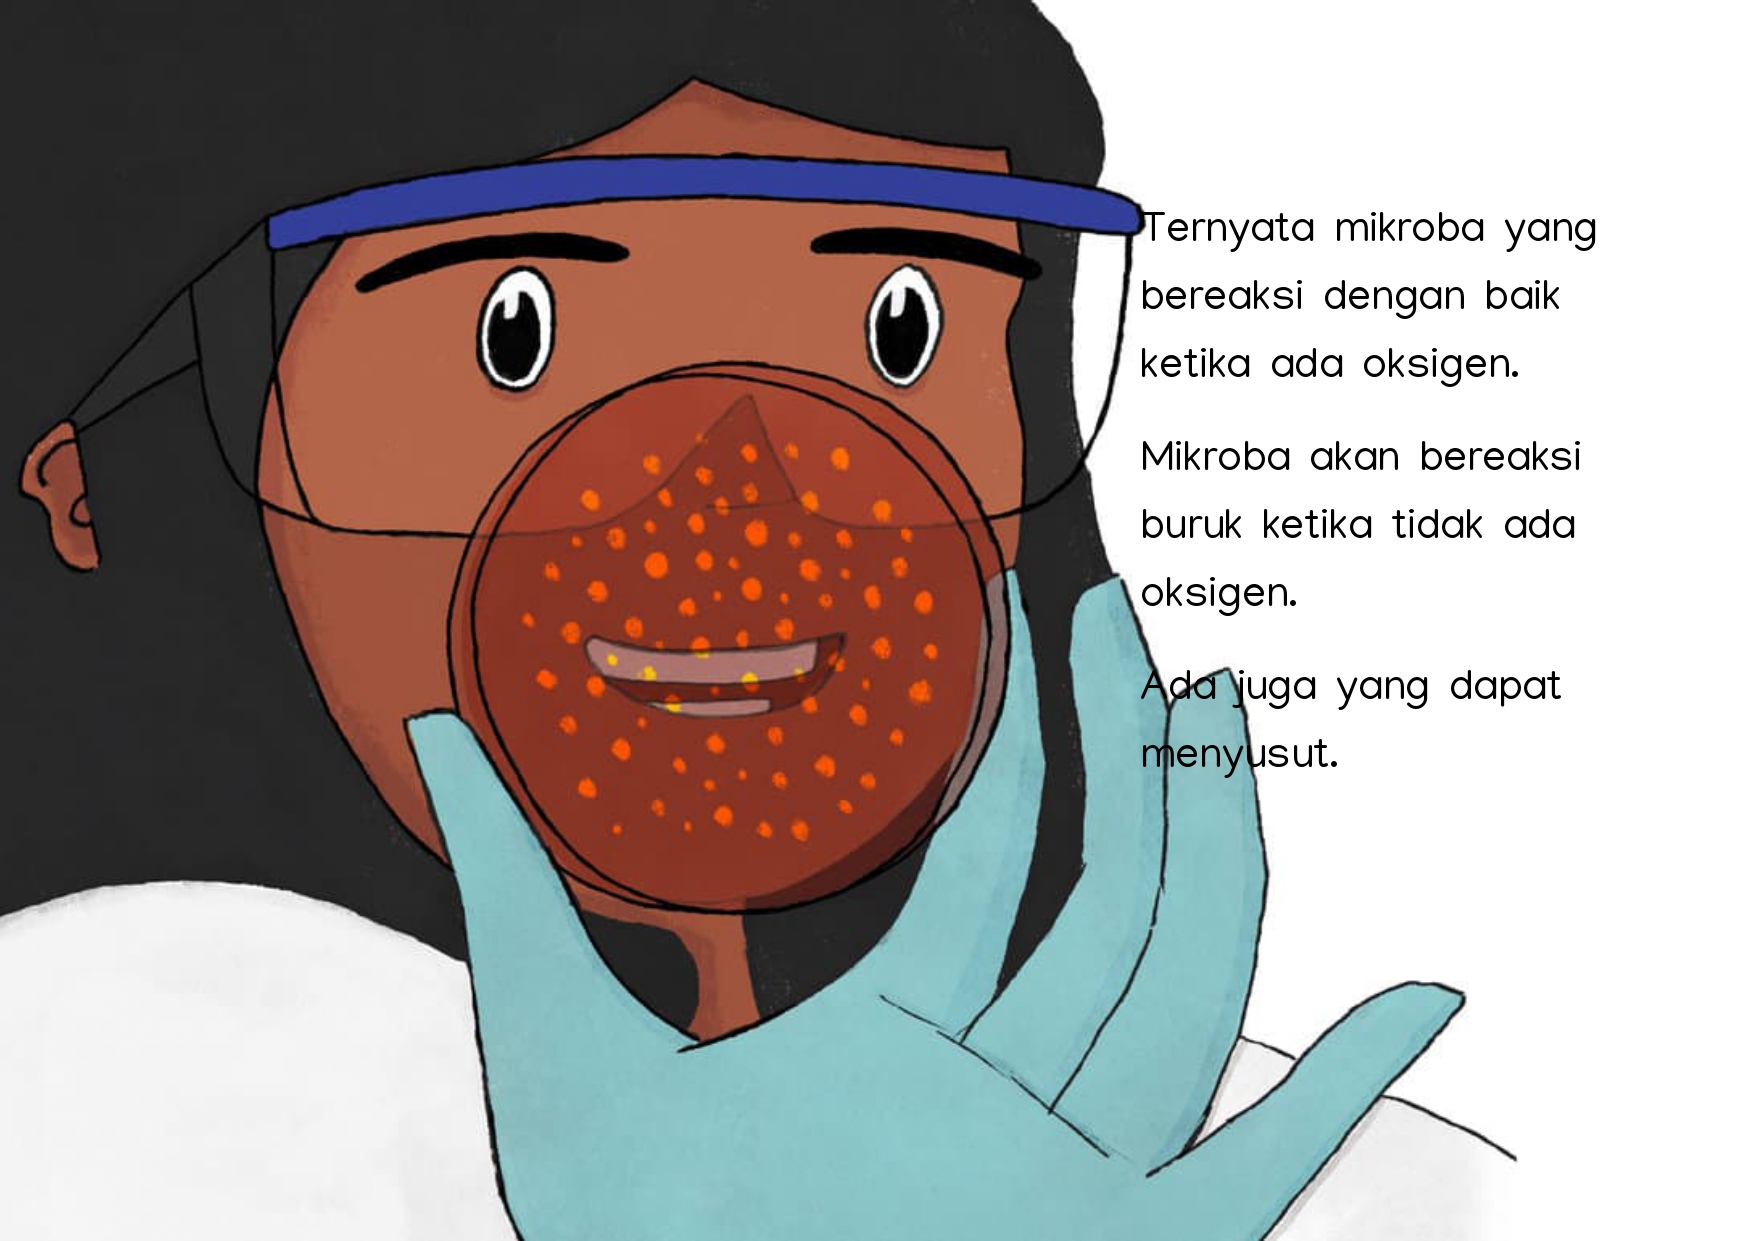 Ternyata mikroba yang
bereaksi dengan baik
ketika ada oksigen.
Mikroba akan bereaksi
buruk ketika tidak ada
oksigen.
Ada juga yang dapat
menyusut.